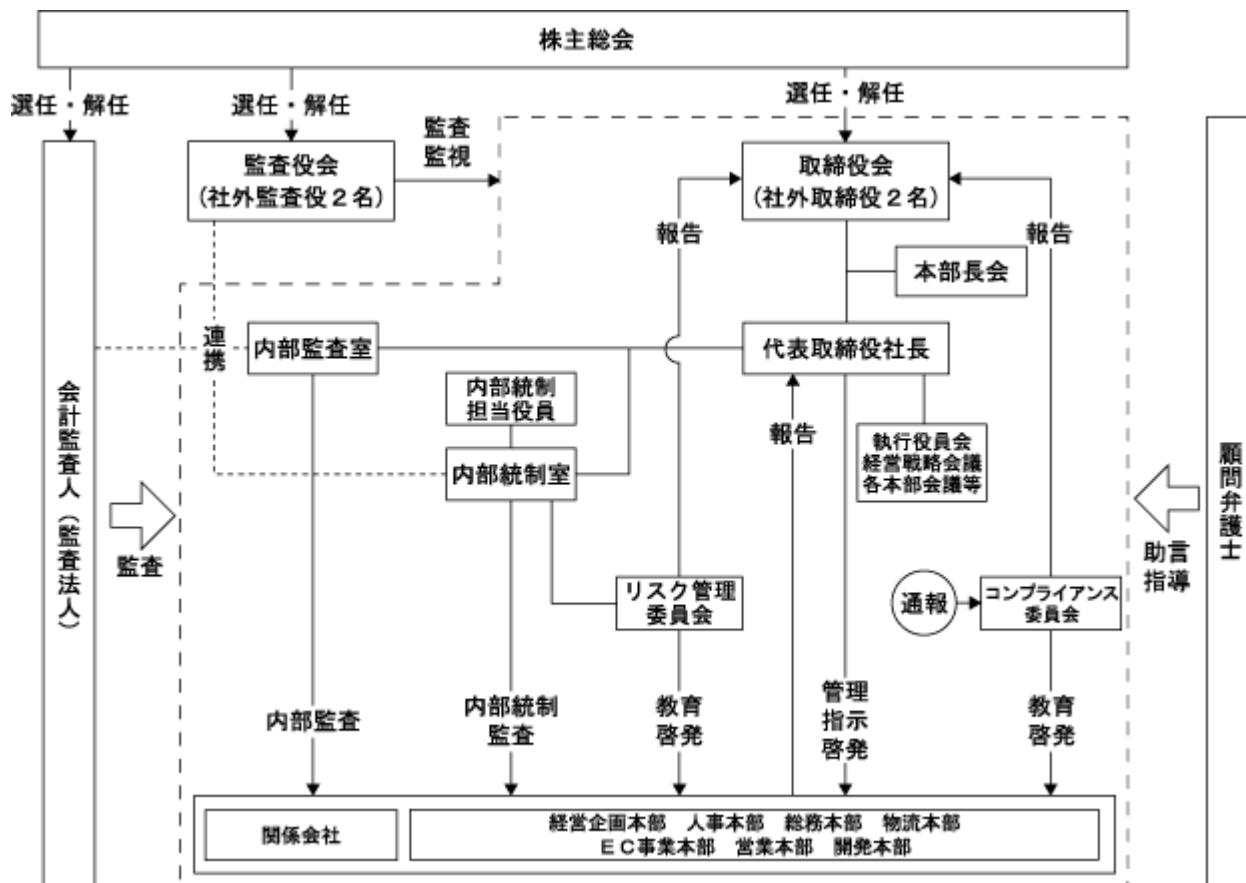 株主総会
選任・解任
選任・解任
選任・解任
監査
監視
監査役会
(社外監査役2名)
取締役会
(社外取締役2名)
報告
報告
本部長会
連携
内部監査室
代表取締役社長
内部統制
担当役員
報告
執行役員会
経営戦略会議
各本部会議等
内部統制室
会計監査人(監査法人)
監査
顧問弁護士
助言
指導
リスク管理
委員会
通報
コンプライアンス
委員会
内部監査
内部統制
監査
教育
啓発
管理
指示
啓発
教育
啓発
関係会社
経営企画本部 人事本部 総務本部 物流本部
EC事業本部 営業本部 開発本部